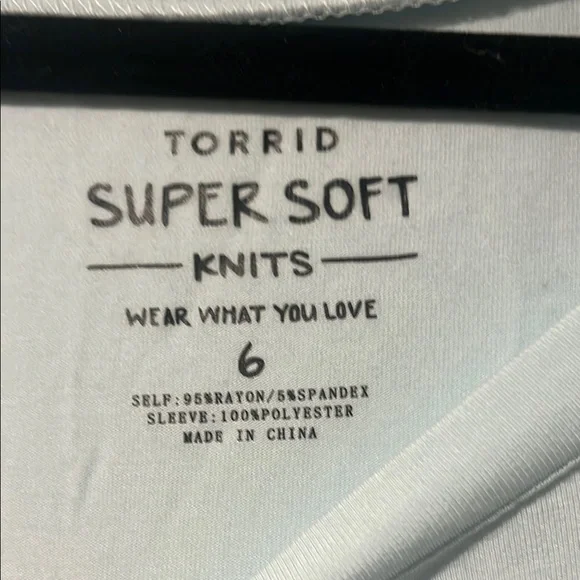 TORRID
SUPER SOFT
KNITS
WEAR WHAT YOU LOVE
6
SELF:95%RAYON/5%SPANDEX
SLEEVE:100%POLYESTER
MADE IN CHINA